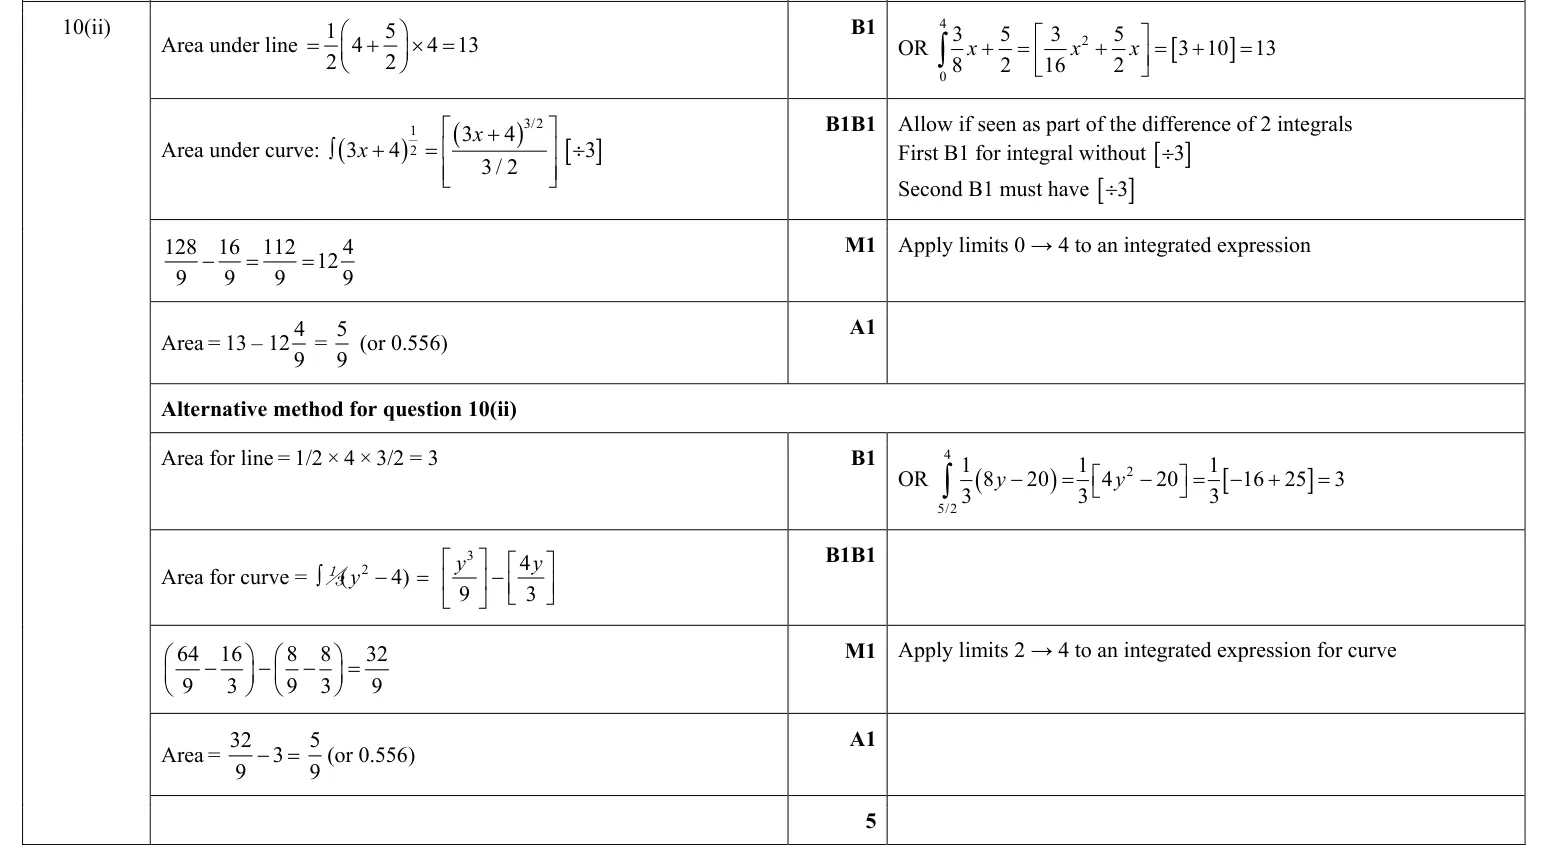 10(ii)
Area under line = 1/2 (4 + 5/2) × 4 = 13
B1
OR ∫₀⁴ 3/8 x + 5/2 = [3/16 x² + 5/2 x] = [3 + 10] = 13
Area under curve: ∫(3x + 4)^(1/2) = [(3x + 4)^(3/2) / (3/2)] [÷3]
B1B1
Allow if seen as part of the difference of 2 integrals
First B1 for integral without [÷3]
Second B1 must have [÷3]
128/9 − 16/9 = 112/9 = 12 4/9
M1
Apply limits 0 → 4 to an integrated expression
Area = 13 – 12 4/9 = 5/9 (or 0.556)
A1
Alternative method for question 10(ii)
Area for line = 1/2 × 4 × 3/2 = 3
B1
OR ∫_(5/2)^4 1/3 (8y − 20) = 1/3 [4y² − 20] = 1/3 [−16 + 25] = 3
Area for curve = ∫ ⅓(y² − 4) = [y³/9] − [4y/3]
B1B1
(64/9 − 16/3) − (8/9 − 8/3) = 32/9
M1
Apply limits 2 → 4 to an integrated expression for curve
Area = 32/9 − 3 = 5/9 (or 0.556)
A1
5